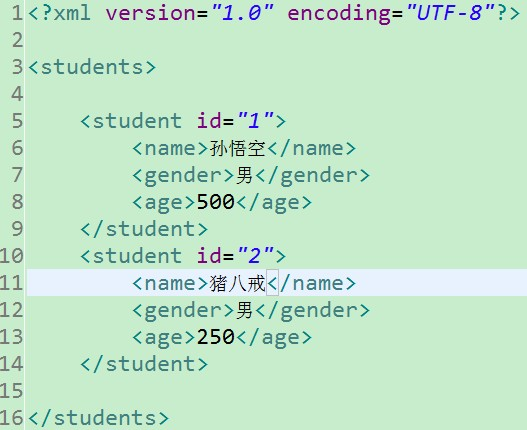 1 <?xml version="1.0" encoding="UTF-8"?>
2
3 <students>
4
5     <student id="1">
6         <name>孙悟空</name>
7         <gender>男</gender>
8         <age>500</age>
9     </student>
10     <student id="2">
11         <name>猪八戒</name>
12         <gender>男</gender>
13         <age>250</age>
14     </student>
15
16 </students>